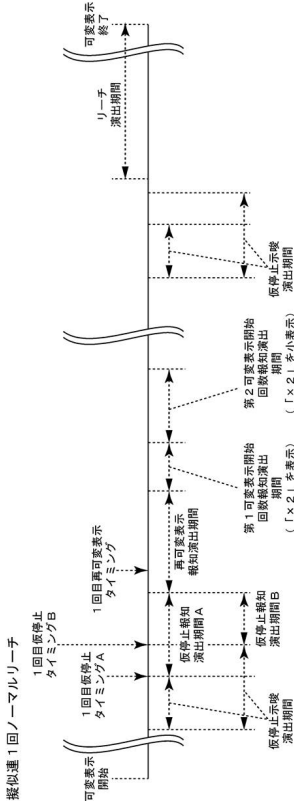 擬似連1回ノーマルリーチ
可変表示
開始
1回目仮停止
タイミングA
1回目仮停止
タイミングB
1回目再可変表示
タイミング
リーチ
演出期間
可変表示
終了
仮停止示唆
演出期間
仮停止報知
演出期間A
仮停止報知
演出期間B
再可変表示
報知演出期間
第1可変表示開始
回数報知演出
期間
(「×2」を表示)
第2可変表示開始
回数報知演出
期間
(「×2」を小表示)
仮停止示唆
演出期間